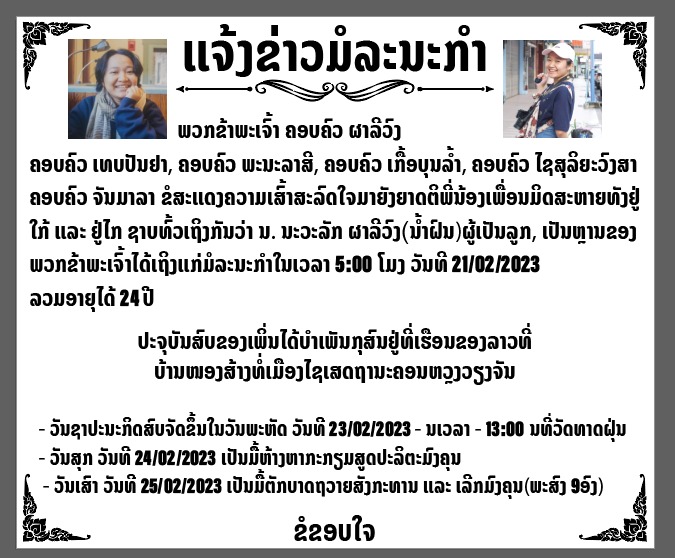 ແຈ້ງຂ່າວມໍລະນະກຳ
ພວກຂ້າພະເຈົ້າ ຄອບຄົວ ຜາລີວົງ
ຄອບຄົວ ເທບປັນຍາ, ຄອບຄົວ ພະນະລາສີ, ຄອບຄົວ ເກື້ອບຸນລ້ຳ, ຄອບຄົວ ໄຊສຸລິຍະວົງສາ
ຄອບຄົວ ຈັນມາລາ ຂໍສະແດງຄວາມເສົ້າສະລົດໃຈມາຍັງຍາດຕິພີ່ນ້ອງເພື່ອນມິດສະຫາຍທັງຢູ່
ໃກ້ ແລະ ຢູ່ໄກ ຊາບທົ່ວເຖິງກັນວ່າ ນ. ນະວະລັກ ຜາລີວົງ(ນ້ຳຝົນ)ຜູ້ເປັນລູກ, ເປັນຫຼານຂອງ
ພວກຂ້າພະເຈົ້າໄດ້ເຖິງແກ່ມໍລະນະກຳໃນເວລາ 5:00 ໂມງ ວັນທີ 21/02/2023
ລວມອາຍຸໄດ້ 24 ປີ
ປະຈຸບັນສົບຂອງເພິ່ນໄດ້ບຳເພັນກຸສົນຢູ່ທີ່ເຮືອນຂອງລາວທີ່
ບ້ານໜອງສ້າງທໍ່ເມືອງໄຊເສດຖານະຄອນຫຼວງວຽງຈັນ
- ວັນຊາປະນະກິດສົບຈັດຂຶ້ນໃນວັນພະຫັດ ວັນທີ 23/02/2023 - ນເວລາ - 13:00 ນທີ່ວັດທາດຝຸ່ນ
- ວັນສຸກ ວັນທີ 24/02/2023 ເປັນມື້ຫ້າງຫາກະກຽມສູດປະລິຕະມົງຄຸນ
- ວັນເສົາ ວັນທີ 25/02/2023 ເປັນມື້ຕັກບາດຖວາຍສັງກະທານ ແລະ ເລີກມົງຄຸນ(ພະສົງ 9ອົງ)
ຂໍຂອບໃຈ